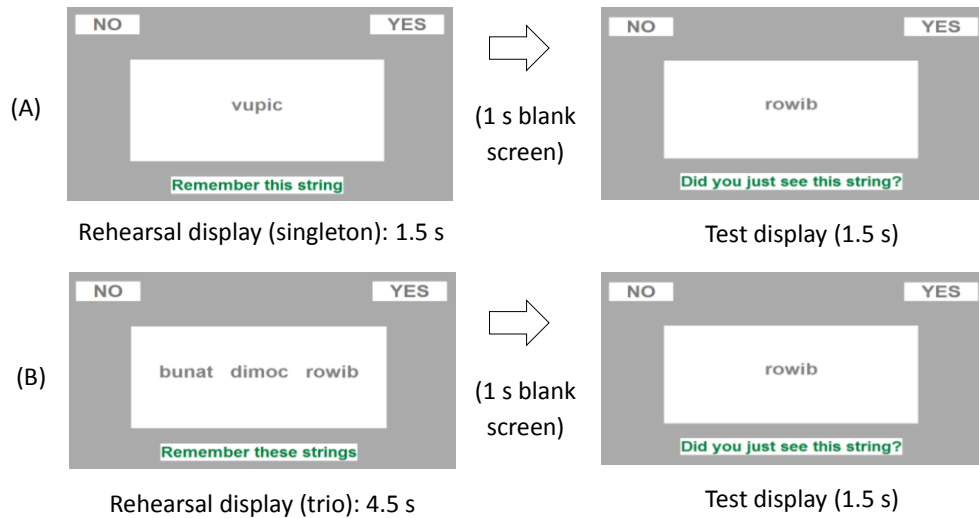 NO YES
vupic
Remember this string
(A)
Rehearsal display (singleton): 1.5 s
(1 s blank
screen)
NO YES
rowib
Did you just see this string?
Test display (1.5 s)
NO YES
bunat dimoc rowib
Remember these strings
(B)
Rehearsal display (trio): 4.5 s
(1 s blank
screen)
NO YES
rowib
Did you just see this string?
Test display (1.5 s)